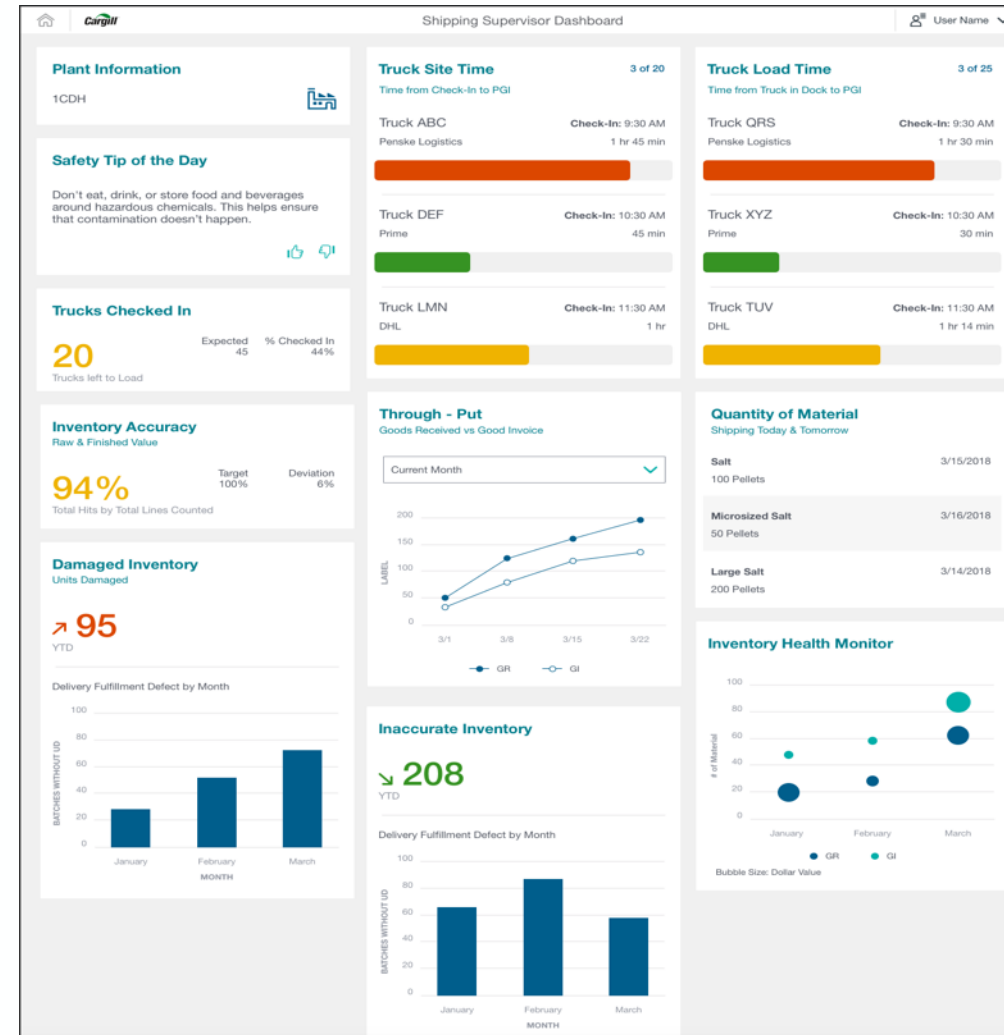 Cargill
Shipping Supervisor Dashboard
User Name
Plant Information
1CDH
Safety Tip of the Day
Don't eat, drink, or store food and beverages
around hazardous chemicals. This helps ensure
that contamination doesn't happen.
Trucks Checked In
20
Trucks left to Load
Expected
45
% Checked In
44%
Inventory Accuracy
Raw & Finished Value
94%
Total Hits by Total Lines Counted
Target
100%
Deviation
6%
Damaged Inventory
Units Damaged
95
YTD
Delivery Fulfillment Defect by Month
BATCHES WITHOUT UD
100
80
60
40
20
0
January February March
MONTH
Truck Site Time 3 of 20
Time from Check-In to PGI
Truck ABC Check-In: 9:30 AM
Penske Logistics 1 hr 45 min
Truck DEF Check-In: 10:30 AM
Prime 45 min
Truck LMN Check-In: 11:30 AM
DHL 1 hr
Through - Put
Goods Received vs Good Invoice
Current Month
LABEL
200
150
100
50
0
3/1 3/8 3/15 3/22
GR GI
Inaccurate Inventory
208
YTD
Delivery Fulfillment Defect by Month
BATCHES WITHOUT UD
100
80
60
40
20
0
January February March
MONTH
Truck Load Time 3 of 25
Time from Truck in Dock to PGI
Truck QRS Check-In: 9:30 AM
Penske Logistics 1 hr 30 min
Truck XYZ Check-In: 10:30 AM
Prime 30 min
Truck TUV Check-In: 11:30 AM
DHL 1 hr 14 min
Quantity of Material
Shipping Today & Tomorrow
Salt 3/15/2018
100 Pellets
Microsized Salt 3/16/2018
50 Pellets
Large Salt 3/14/2018
200 Pellets
Inventory Health Monitor
# of Material
100
80
60
40
20
0
January February March
GR GI
Bubble Size: Dollar Value